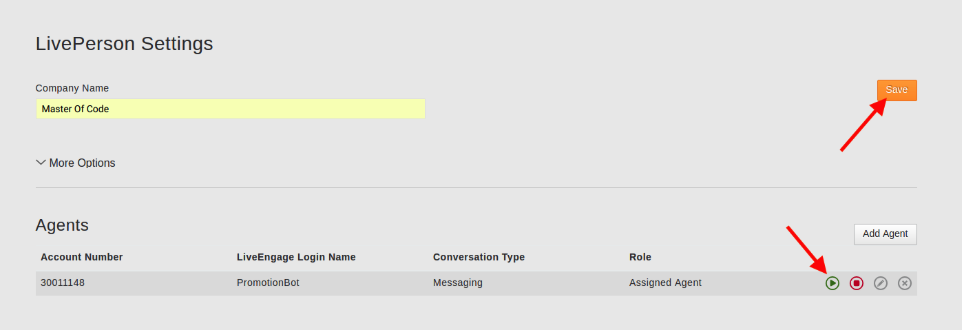 LivePerson Settings
Company Name
Master Of Code
Save
More Options
Agents
Add Agent
Account Number LiveEngage Login Name Conversation Type Role
30011148 PromotionBot Messaging Assigned Agent